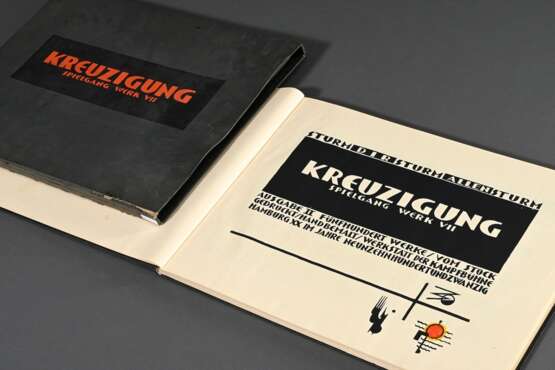 KREUZIGUNG
SPIELGANG WERK VII
STURM DER STURM ALLEN STURM
KREUZIGUNG
SPIELGANG WERK VII
AUSGABE II FÜNFHUNDERT WERKE / VOM STOCK
GEDRUCKT / HANDBEMALT / WERKSTATT DER KAMPFBÜHNE
HAMBURG XX IM JAHRE NEUNZEHNHUNDERTUNDZWANZIG